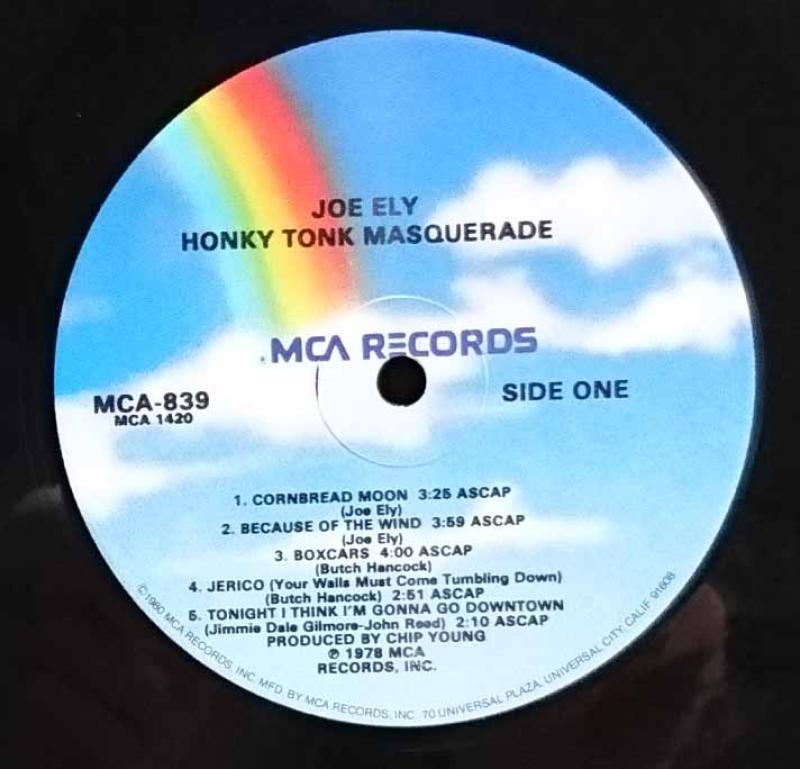 JOE ELY
HONKY TONK MASQUERADE
MCA RECORDS
MCA-839
MCA 1420
SIDE ONE
1. CORNBREAD MOON 3:25 ASCAP
(Joe Ely)
2. BECAUSE OF THE WIND 3:59 ASCAP
(Joe Ely)
3. BOXCARS 4:00 ASCAP
(Butch Hancock)
4. JERICO (Your Walls Must Come Tumbling Down)
(Butch Hancock) 2:51 ASCAP
5. TONIGHT I THINK I'M GONNA GO DOWNTOWN
(Jimmie Dale Gilmore-John Reed) 2:10 ASCAP
PRODUCED BY CHIP YOUNG
℗ 1978 MCA
RECORDS, INC.
©1980 MCA RECORDS, INC. MFD. BY MCA RECORDS, INC. 70 UNIVERSAL PLAZA, UNIVERSAL CITY, CALIF. 91608